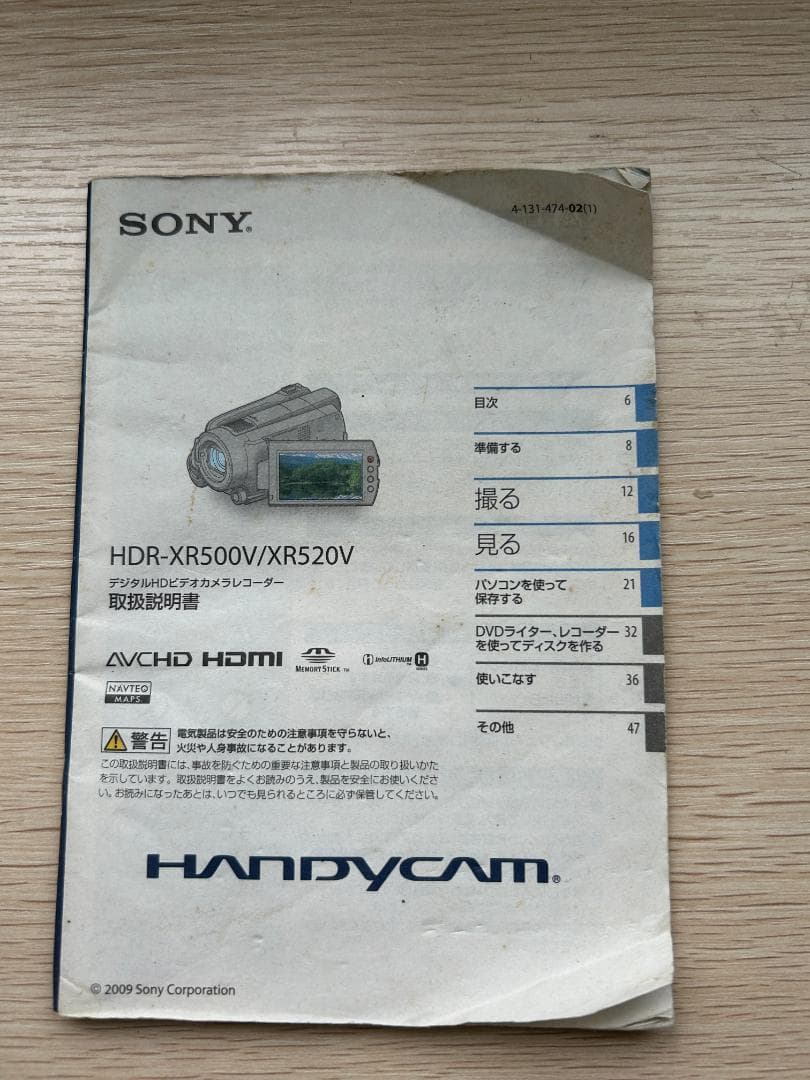 SONY®
4-131-474-02(1)
目次 6
準備する 8
撮る 12
見る 16
パソコンを使って 21
保存する
DVDライター、レコーダー 32
を使ってディスクを作る
使いこなす 36
その他 47
HDR-XR500V/XR520V
デジタルHDビデオカメラレコーダー
取扱説明書
AVCHD HDMI MEMORY STICK TM InfoLITHIUM H SERIES
NAVTEQ
MAPS
警告 電気製品は安全のための注意事項を守らないと、
火災や人身事故になることがあります。
この取扱説明書には、事故を防ぐための重要な注意事項と製品の取り扱いかた
を示しています。取扱説明書をよくお読みのうえ、製品を安全にお使いくださ
い。お読みになったあとは、いつでも見られるところに必ず保管してください。
HANDYCAM®
© 2009 Sony Corporation